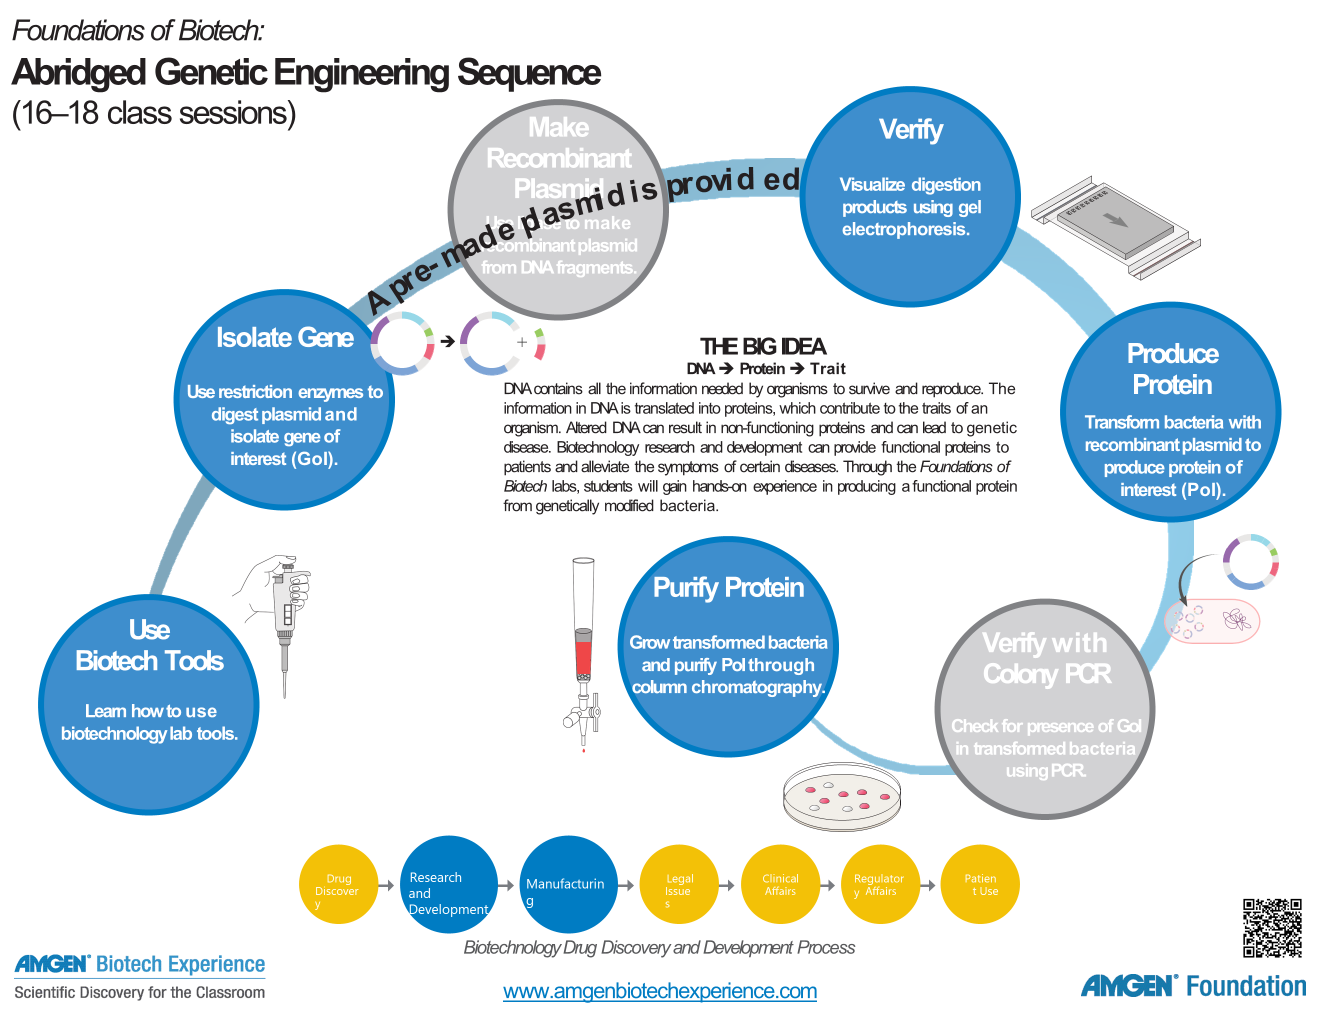 Foundations of Biotech:
Abridged Genetic Engineering Sequence
(16–18 class sessions)
Make
Recombinant
Plasmid
to make
recombinant plasmid
from DNA fragments.
A pre-made plasmid is provided
Verify
Visualize digestion
products using gel
electrophoresis.
Isolate Gene
Use restriction enzymes to
digest plasmid and
isolate gene of
interest (GoI).
+
THE BIG IDEA
DNA ➔ Protein ➔ Trait
DNA contains all the information needed by organisms to survive and reproduce. The
information in DNA is translated into proteins, which contribute to the traits of an
organism. Altered DNA can result in non-functioning proteins and can lead to genetic
disease. Biotechnology research and development can provide functional proteins to
patients and alleviate the symptoms of certain diseases. Through the Foundations of
Biotech labs, students will gain hands-on experience in producing a functional protein
from genetically modified bacteria.
Produce
Protein
Transform bacteria with
recombinant plasmid to
produce protein of
interest (PoI).
Use
Biotech Tools
Learn how to use
biotechnology lab tools.
Purify Protein
Grow transformed bacteria
and purify PoI through
column chromatography.
Verify with
Colony PCR
Check for presence of GoI
in transformed bacteria
using PCR.
Drug
Discover
y
Research
and
Development
Manufacturin
g
Legal
Issue
s
Clinical
Affairs
Regulator
y Affairs
Patien
t Use
Biotechnology Drug Discovery and Development Process
AMGEN® Biotech Experience
Scientific Discovery for the Classroom
www.amgenbiotechexperience.com
AMGEN® Foundation